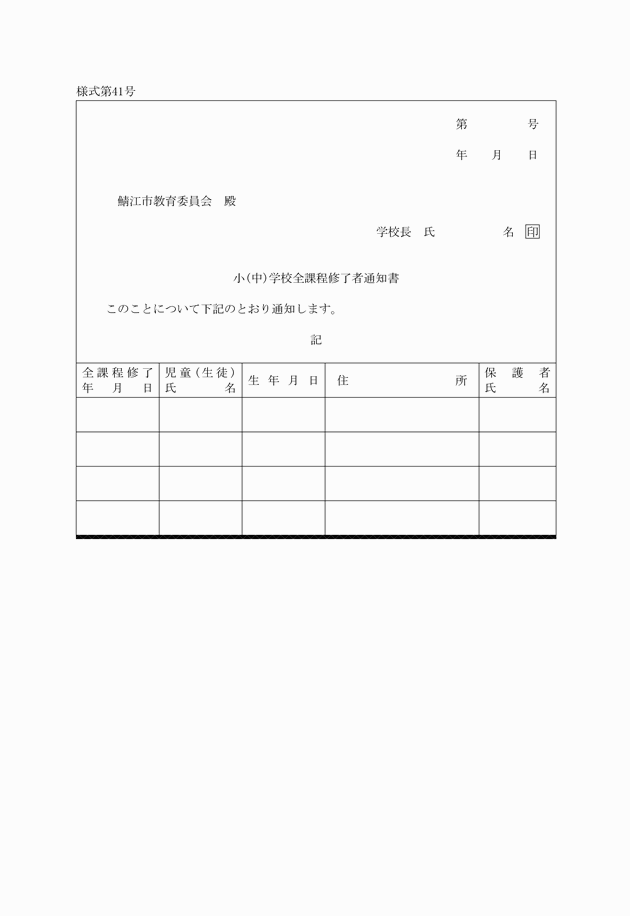 様式第41号
第　　　　　号
年　　月　　日
鯖江市教育委員会　殿
学校長　氏　　　　　　名　印
小(中)学校全課程修了者通知書
このことについて下記のとおり通知します。
記
全課程修了年　月　日　児童(生徒)氏　　　名　生年月日　住　　　　所　保護者氏　　　名